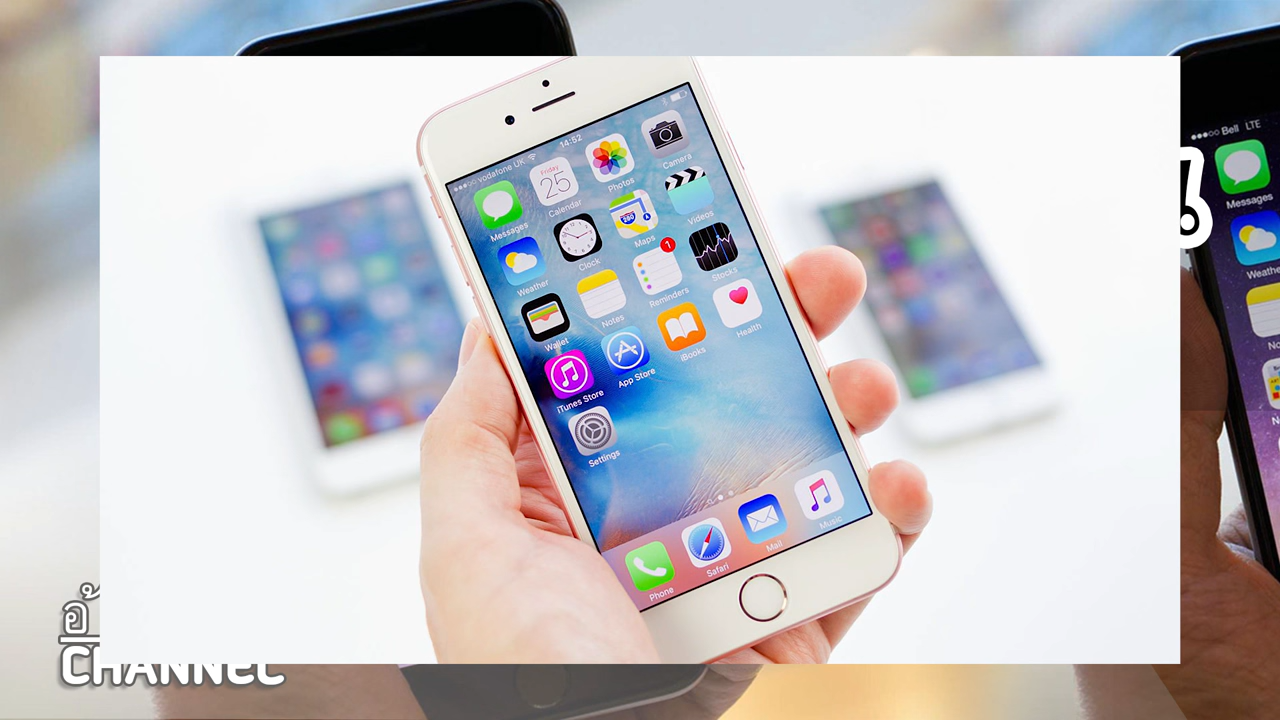 ●●●○○ Bell LTE
●●●○○ vodafone UK
14:52
Messages
Friday
25
Calendar
Photos
Camera
Weather
Clock
280
Maps
Videos
Wallet
Notes
1
Reminders
Stocks
iTunes Store
App Store
iBooks
Health
Settings
Phone
Safari
Mail
Music
Messages
CHANNEL